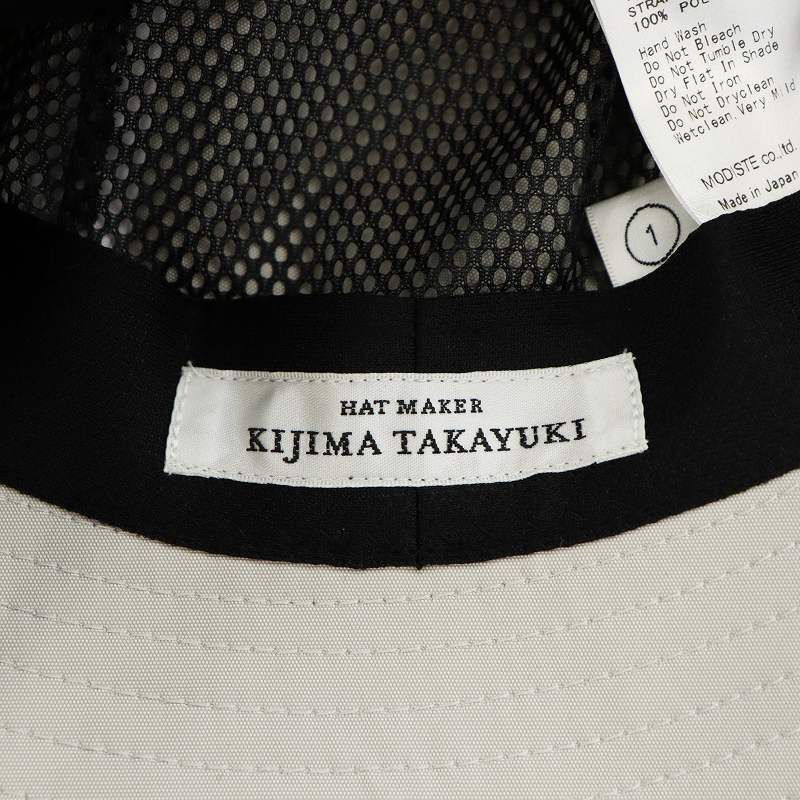 STRA
100% POL
Hand Wash
Do Not Bleach
Do Not Tumble Dry
Dry Flat In Shade
Do Not Iron
Do Not Dryclean
Wetclean, Very Mild
MODISTE co., ltd.
Made in Japan
1
HAT MAKER
KIJIMA TAKAYUKI